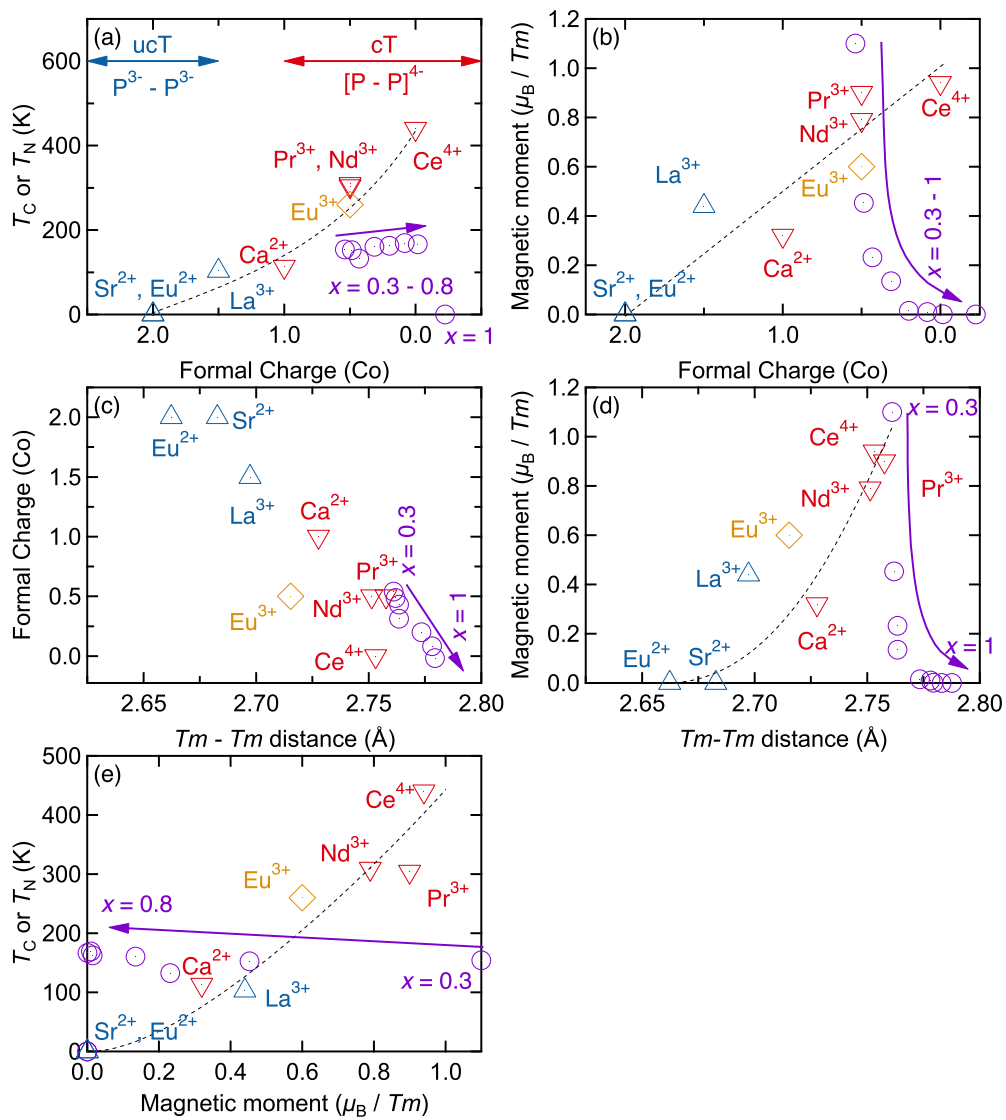 (a)
ucT
cT
P³⁻ - P³⁻
[P - P]⁴⁻
Pr³⁺, Nd³⁺
Ce⁴⁺
Eu³⁺
Ca²⁺
Sr²⁺, Eu²⁺
La³⁺
x = 0.3 - 0.8
x = 1
600
400
200
0
T_C or T_N (K)
2.0 1.0 0.0
Formal Charge (Co)
(b)
Pr³⁺
Ce⁴⁺
Nd³⁺
La³⁺
Eu³⁺
Ca²⁺
Sr²⁺, Eu²⁺
x = 0.3 - 1
1.2
1.0
0.8
0.6
0.4
0.2
0.0
Magnetic moment (μ_B / Tm)
2.0 1.0 0.0
Formal Charge (Co)
(c)
Sr²⁺
Eu²⁺
La³⁺
Ca²⁺
x = 0.3
Pr³⁺
Eu³⁺
Nd³⁺
x = 1
Ce⁴⁺
2.0
1.5
1.0
0.5
0.0
Formal Charge (Co)
2.65 2.70 2.75 2.80
Tm - Tm distance (Å)
(d)
x = 0.3
Ce⁴⁺
Nd³⁺
Pr³⁺
Eu³⁺
La³⁺
Ca²⁺
Eu²⁺
Sr²⁺
x = 1
1.2
1.0
0.8
0.6
0.4
0.2
0.0
Magnetic moment (μ_B / Tm)
2.65 2.70 2.75 2.80
Tm-Tm distance (Å)
(e)
Ce⁴⁺
Nd³⁺
Eu³⁺
Pr³⁺
x = 0.8
Ca²⁺
x = 0.3
La³⁺
Sr²⁺, Eu²⁺
500
400
300
200
100
0
T_C or T_N (K)
0.0 0.2 0.4 0.6 0.8 1.0
Magnetic moment (μ_B / Tm)